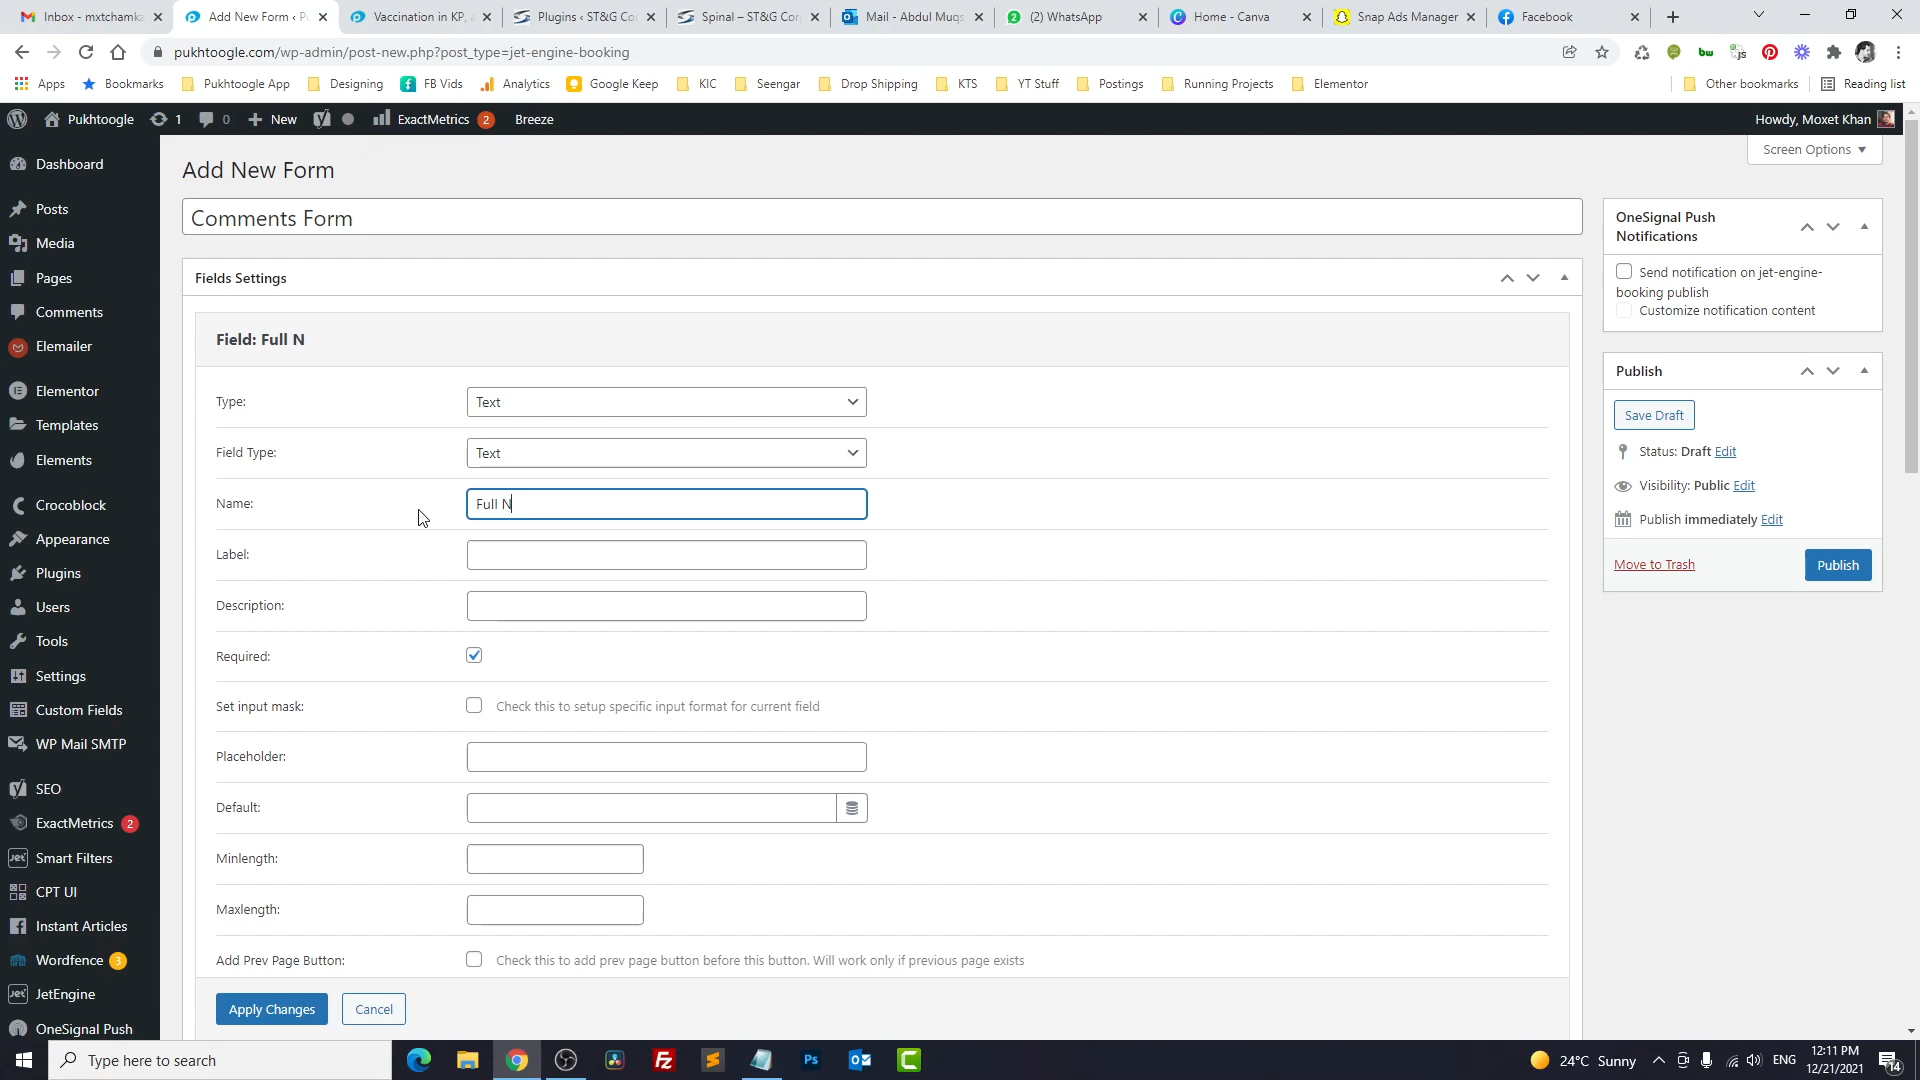 Inbox - mxtchamka
Add New Form ‹ P
Vaccination in KP,
Plugins ‹ ST&G Co
Spinal – ST&G Cor
Mail - Abdul Muqs
(2) WhatsApp
Home - Canva
Snap Ads Manager
Facebook
pukhtoogle.com/wp-admin/post-new.php?post_type=jet-engine-booking
Apps
Bookmarks
Pukhtoogle App
Designing
FB Vids
Analytics
Google Keep
KIC
Seengar
Drop Shipping
KTS
YT Stuff
Postings
Running Projects
Elementor
Other bookmarks
Reading list
Pukhtoogle
1
0
New
ExactMetrics 2
Breeze
Howdy, Moxet Khan
Screen Options
Dashboard
Posts
Media
Pages
Comments
Elemailer
Elementor
Templates
Elements
Crocoblock
Appearance
Plugins
Users
Tools
Settings
Custom Fields
WP Mail SMTP
SEO
ExactMetrics 2
Smart Filters
CPT UI
Instant Articles
Wordfence 3
JetEngine
OneSignal Push
Add New Form
Comments Form
Fields Settings
Field: Full N
Type: Text
Field Type: Text
Name: Full N
Label:
Description:
Required:
Set input mask: Check this to setup specific input format for current field
Placeholder:
Default:
Minlength:
Maxlength:
Add Prev Page Button: Check this to add prev page button before this button. Will work only if previous page exists
Apply Changes
Cancel
OneSignal Push
Notifications
Send notification on jet-engine-
booking publish
Customize notification content
Publish
Save Draft
Status: Draft Edit
Visibility: Public Edit
Publish immediately Edit
Move to Trash
Publish
Type here to search
24°C Sunny
ENG
12:11 PM
12/21/2021
14